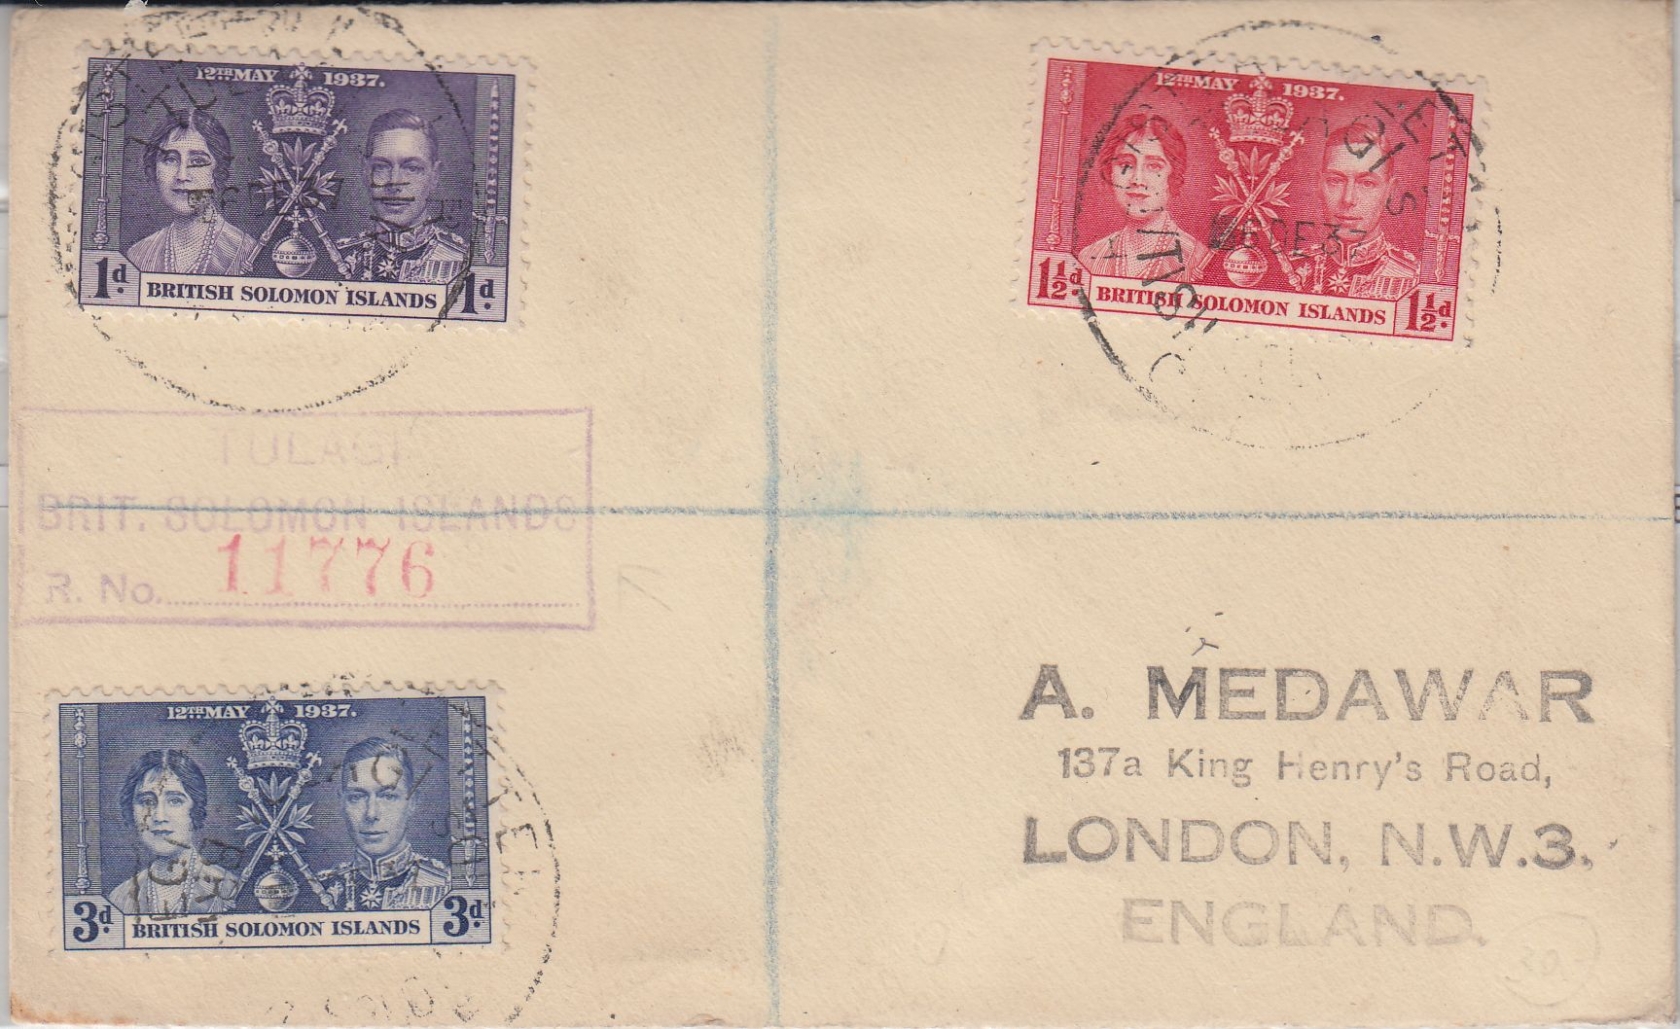 12TH MAY 1937.
1d. BRITISH SOLOMON ISLANDS 1d.
12TH MAY 1937.
1½d. BRITISH SOLOMON ISLANDS 1½d.
DE 37
TULAGI
BRIT. SOLOMON ISLANDS
R. No. 11776
12TH MAY 1937.
3d. BRITISH SOLOMON ISLANDS 3d.
A. MEDAWAR
137a King Henry's Road,
LONDON, N.W.3.
ENGLAND.